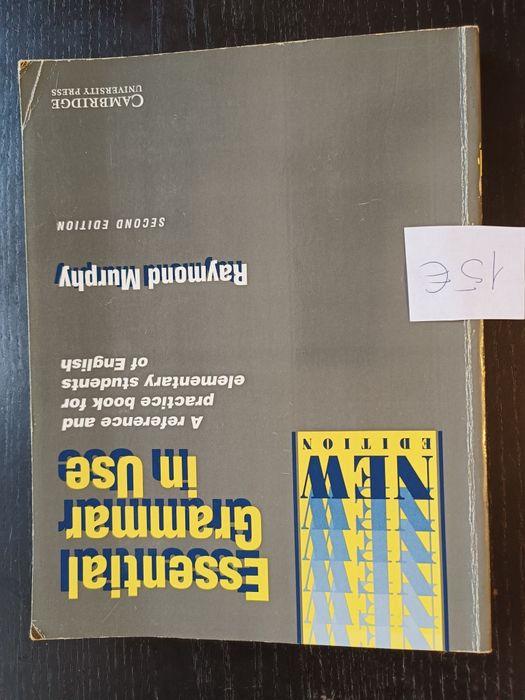 Essential
Grammar
in Use
NEW
EDITION
A reference and
practice book for
elementary students
of English
Raymond Murphy
SECOND EDITION
CAMBRIDGE
UNIVERSITY PRESS
15€